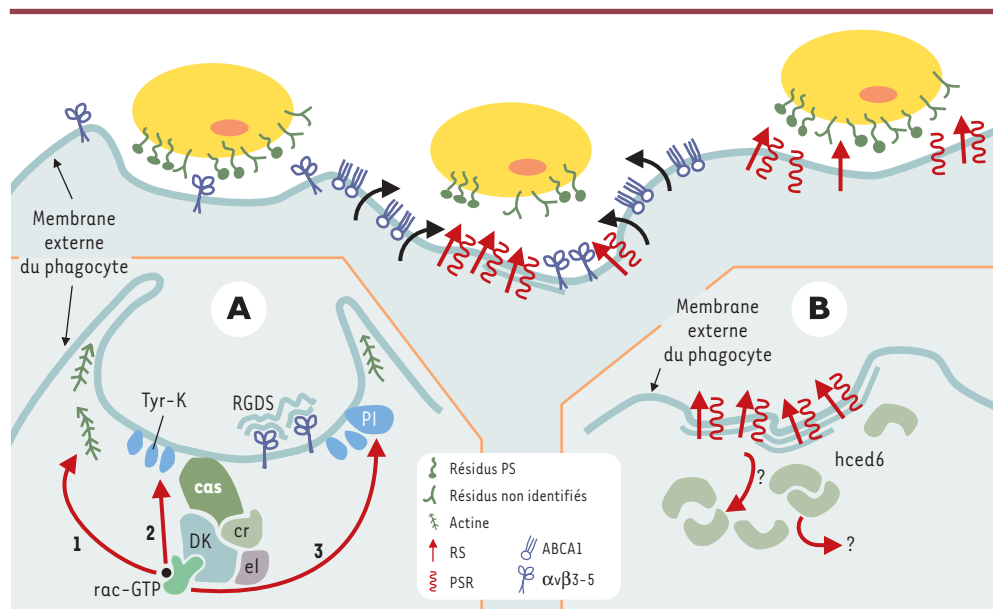 Membrane
externe
du phagocyte
A
Tyr-K
RGDS
PI
cas
DK
cr
el
1
2
3
rac-GTP
B
Membrane
externe
du phagocyte
hced6
?
?
Résidus PS
Résidus non identifiés
Actine
RS
PSR
ABCA1
αvβ3-5